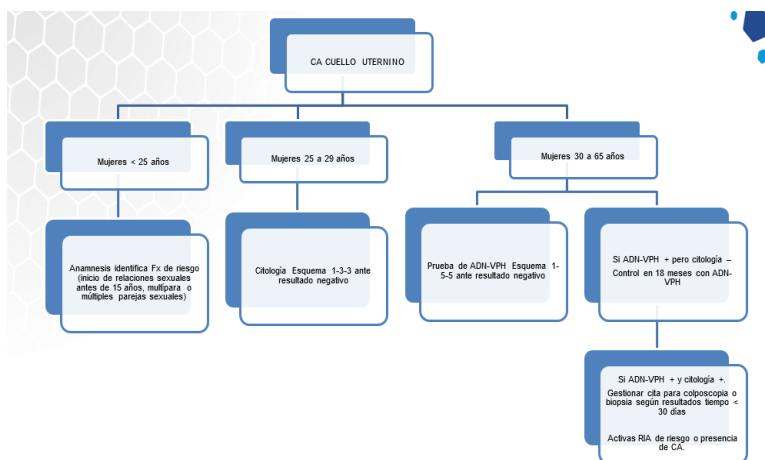 CA CUELLO UTERNINO
Mujeres < 25 años
Mujeres 25 a 29 años
Mujeres 30 a 65 años
Anamnesis identifica Fx de riesgo
(inicio de relaciones sexuales
antes de 15 años, multípara o
múltiples parejas sexuales)
Citología Esquema 1-3-3 ante
resultado negativo
Prueba de ADN-VPH Esquema 1-
5-5 ante resultado negativo
Si ADN-VPH + pero citología –
Control en 18 meses con ADN-
VPH
Si ADN-VPH + y citología +.
Gestionar cita para colposcopia o
biopsia según resultados tiempo <
30 días
Activas RIA de riesgo o presencia
de CA.